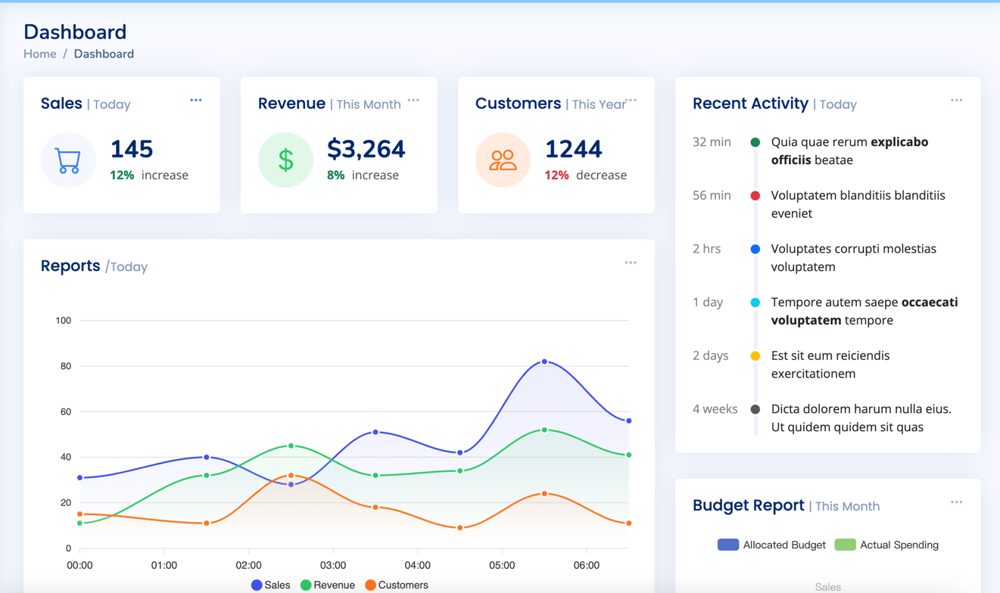 Dashboard
Home / Dashboard
Sales | Today
145
12% increase
Revenue | This Month
$3,264
8% increase
Customers | This Year
1244
12% decrease
Reports /Today
100
80
60
40
20
0
00:00 01:00 02:00 03:00 04:00 05:00 06:00
Sales Revenue Customers
Recent Activity | Today
32 min Quia quae rerum explicabo
officiis beatae
56 min Voluptatem blanditiis blanditiis
eveniet
2 hrs Voluptates corrupti molestias
voluptatem
1 day Tempore autem saepe occaecati
voluptatem tempore
2 days Est sit eum reiciendis
exercitationem
4 weeks Dicta dolorem harum nulla eius.
Ut quidem quidem sit quas
Budget Report | This Month
Allocated Budget Actual Spending
Sales